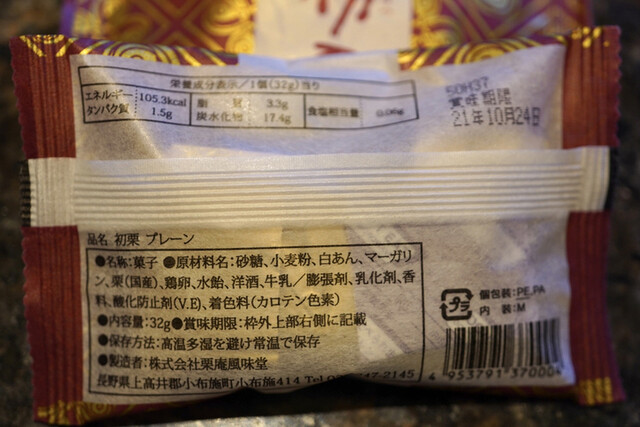 栄養成分表示/1個(32g)当り
エネルギー 105.3kcal 脂質 3.3g 食塩相当量 0.06g
タンパク質 1.5g 炭水化物 17.4g
50H37
賞味期限
21年10月24日
品名 初栗 プレーン
●名称:菓子 ●原材料名:砂糖、小麦粉、白あん、マーガリ
ン、栗(国産)、鶏卵、水飴、洋酒、牛乳/膨張剤、乳化剤、香
料、酸化防止剤(V.E)、着色料(カロテン色素)
●内容量:32g●賞味期限:枠外上部右側に記載
●保存方法:高温多湿を避け常温で保存
●製造者:株式会社栗庵風味堂
長野県上高井郡小布施町小布施414 Tel 247-2145
プラ
個包装:PE,PA
内 装:M
4 953791 37000